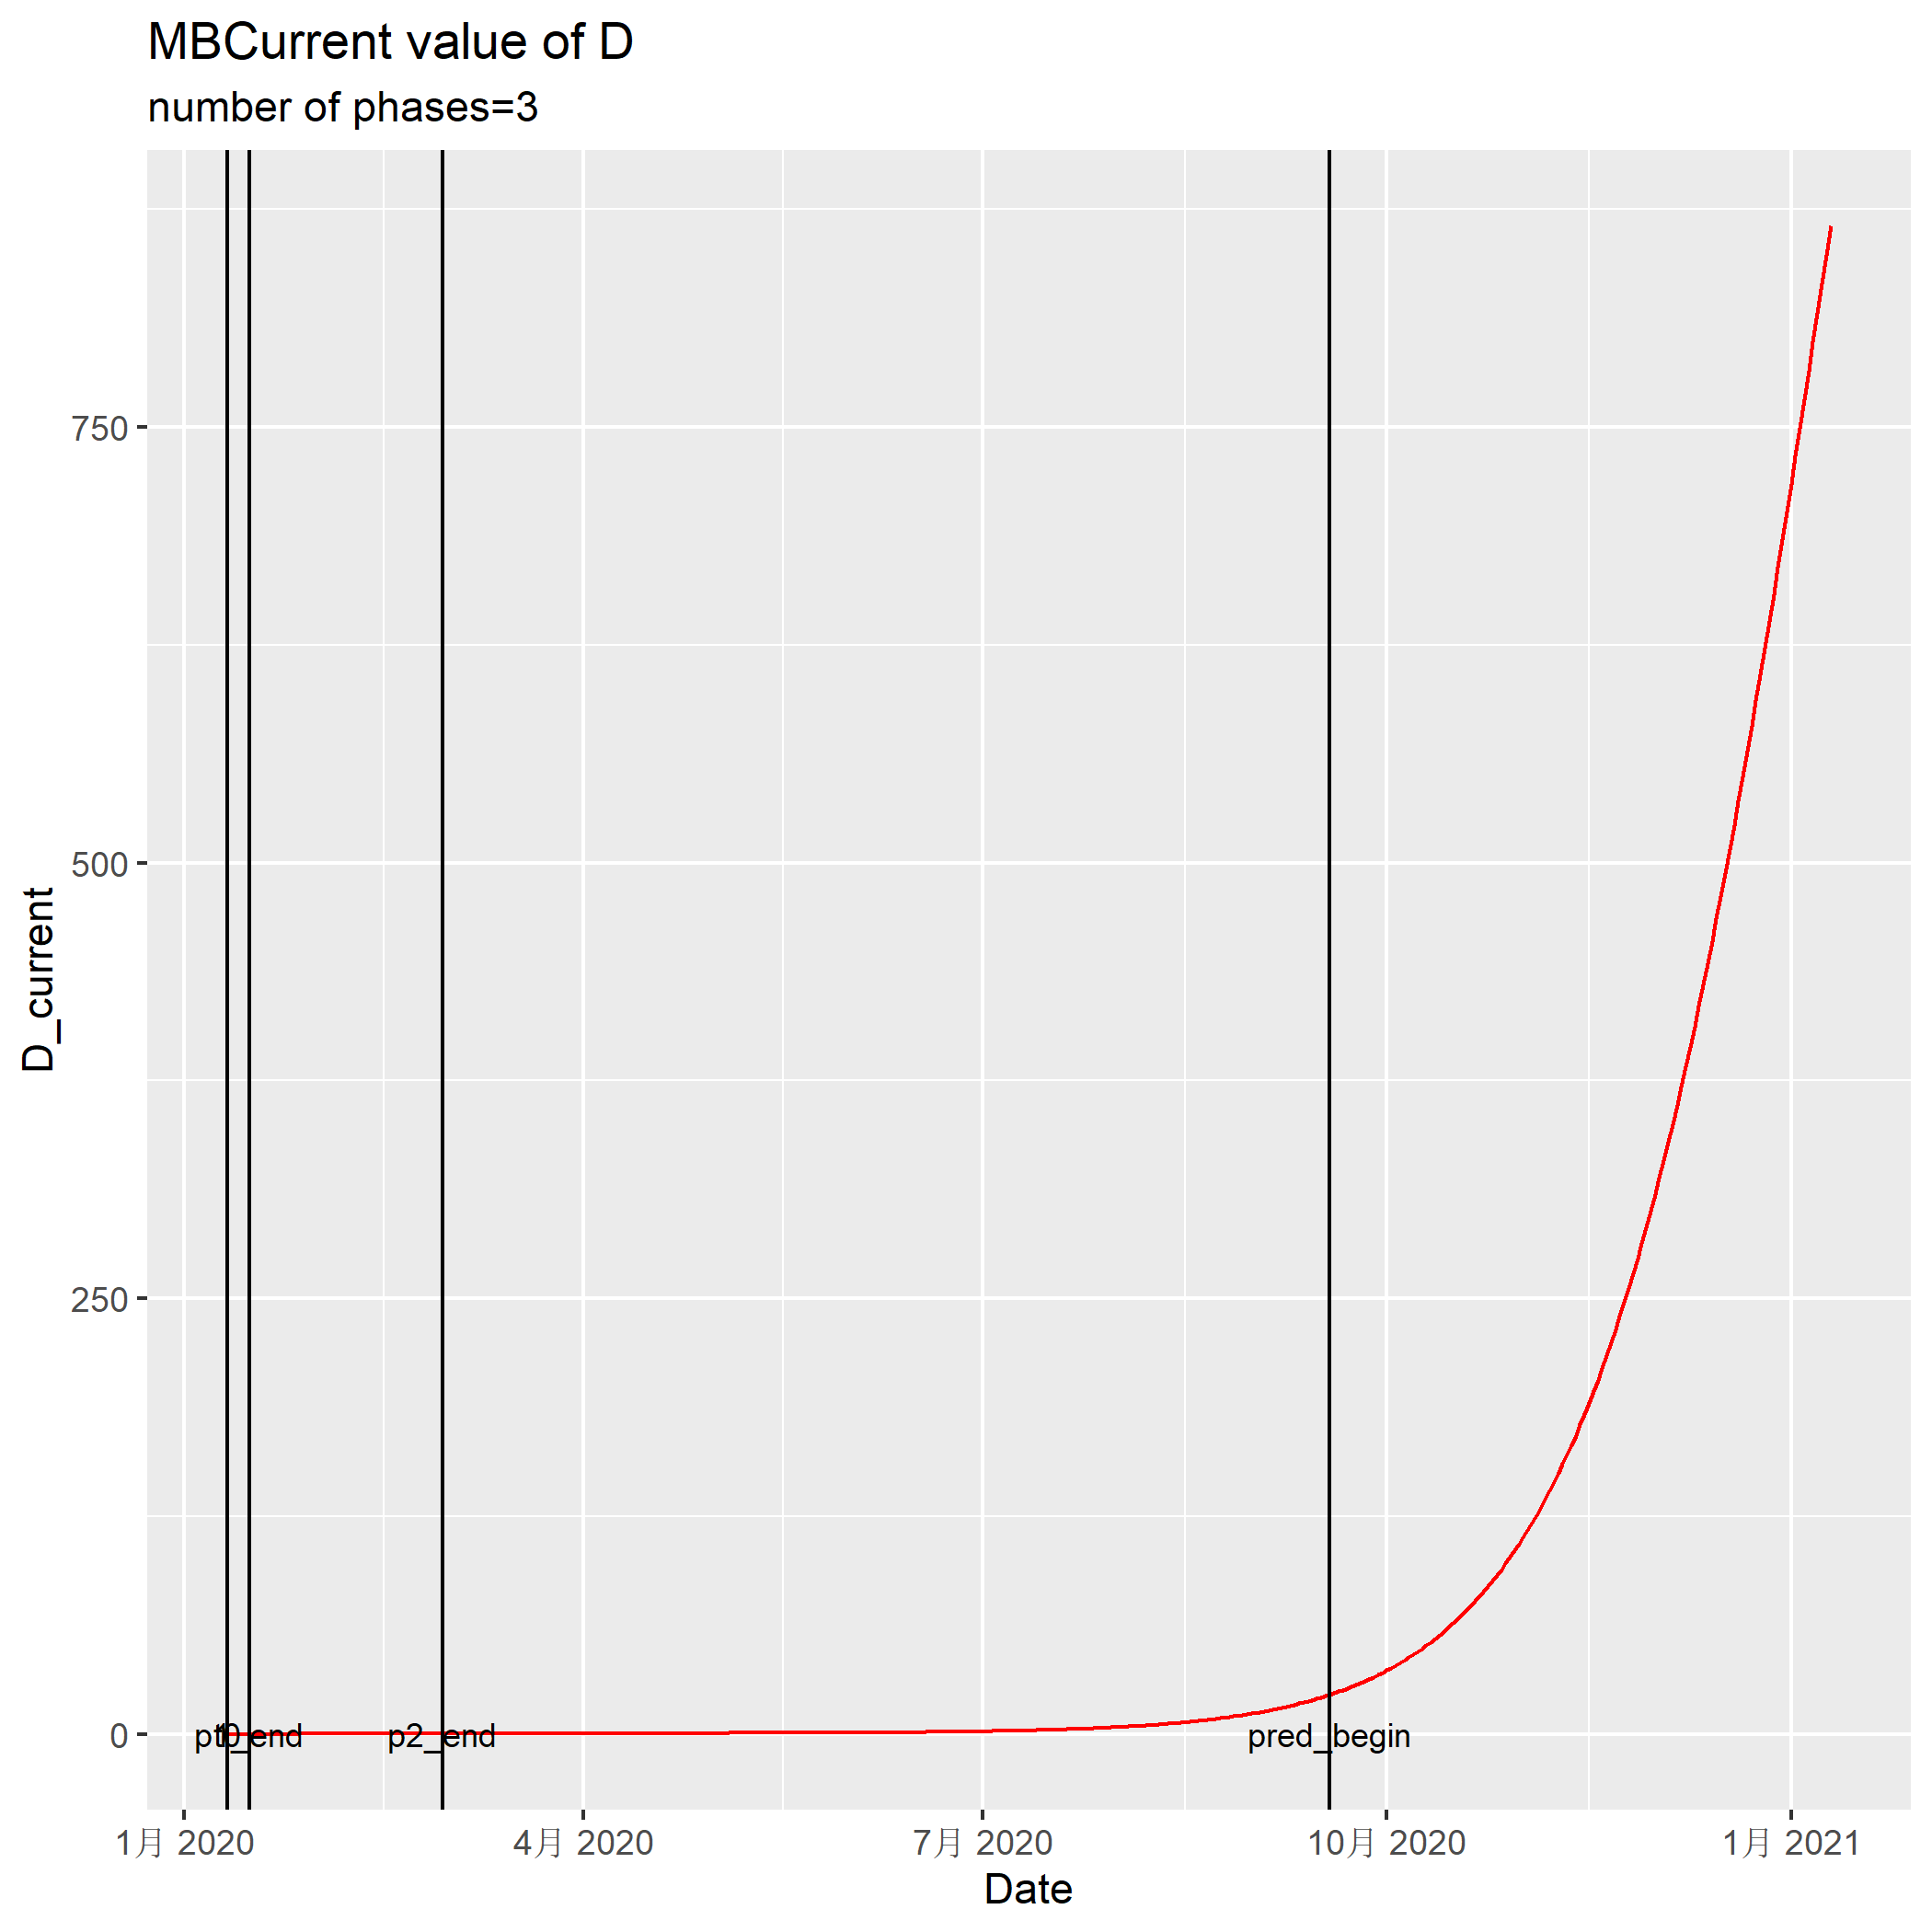 MBCurrent value of D
number of phases=3
D_current
750
500
250
0
p2_end
pred_begin
1月 2020
4月 2020
7月 2020
10月 2020
1月 2021
Date